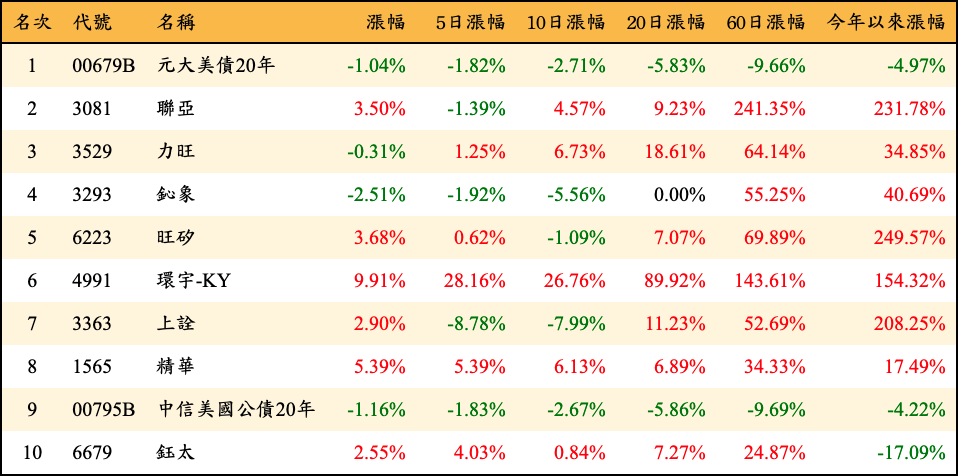 名次 代號 名稱 漲幅 5日漲幅 10日漲幅 20日漲幅 60日漲幅 今年以來漲幅
1 00679B 元大美債20年 -1.04% -1.82% -2.71% -5.83% -9.66% -4.97%
2 3081 聯亞 3.50% -1.39% 4.57% 9.23% 241.35% 231.78%
3 3529 力旺 -0.31% 1.25% 6.73% 18.61% 64.14% 34.85%
4 3293 鈊象 -2.51% -1.92% -5.56% 0.00% 55.25% 40.69%
5 6223 旺矽 3.68% 0.62% -1.09% 7.07% 69.89% 249.57%
6 4991 環宇-KY 9.91% 28.16% 26.76% 89.92% 143.61% 154.32%
7 3363 上詮 2.90% -8.78% -7.99% 11.23% 52.69% 208.25%
8 1565 精華 5.39% 5.39% 6.13% 6.89% 34.33% 17.49%
9 00795B 中信美國公債20年 -1.16% -1.83% -2.67% -5.86% -9.69% -4.22%
10 6679 鈺太 2.55% 4.03% 0.84% 7.27% 24.87% -17.09%